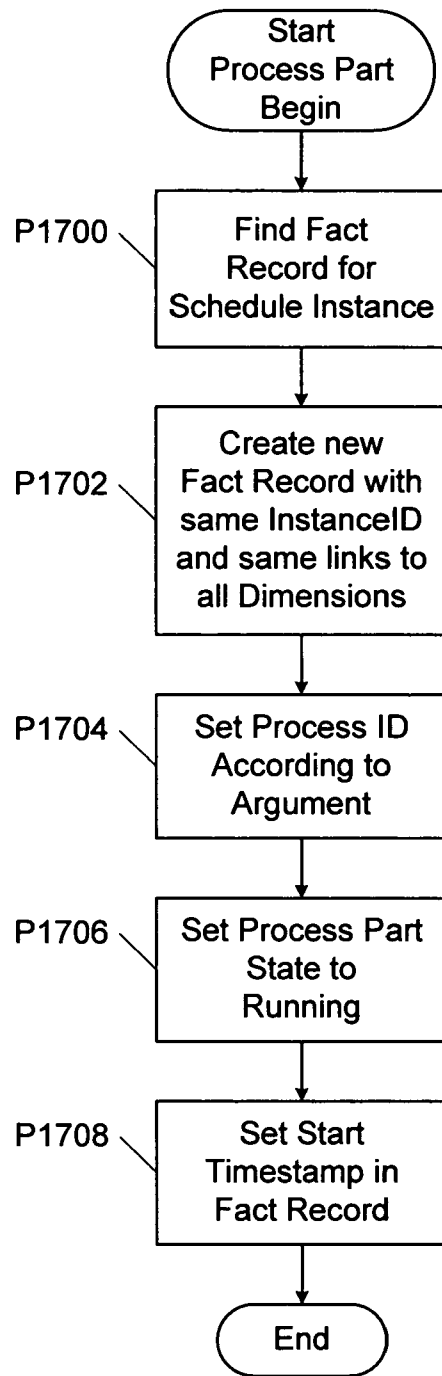 Start
Process Part
Begin
P1700
Find Fact
Record for
Schedule Instance
P1702
Create new
Fact Record with
same InstanceID
and same links to
all Dimensions
P1704
Set Process ID
According to
Argument
P1706
Set Process Part
State to
Running
P1708
Set Start
Timestamp in
Fact Record
End